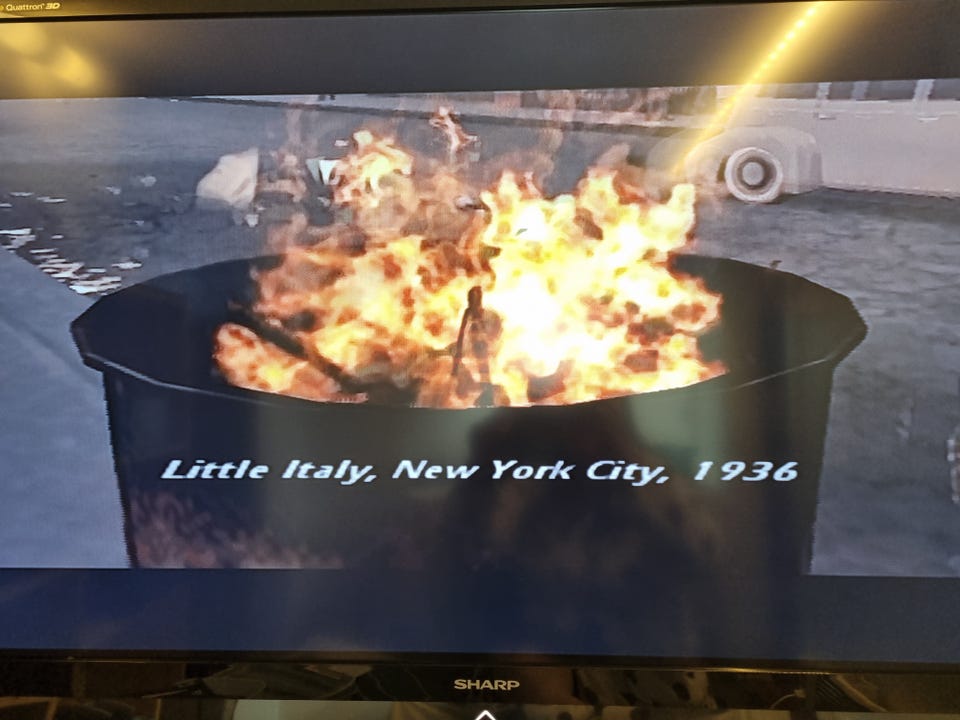 Quattron 3D
Little Italy, New York City, 1936
SHARP